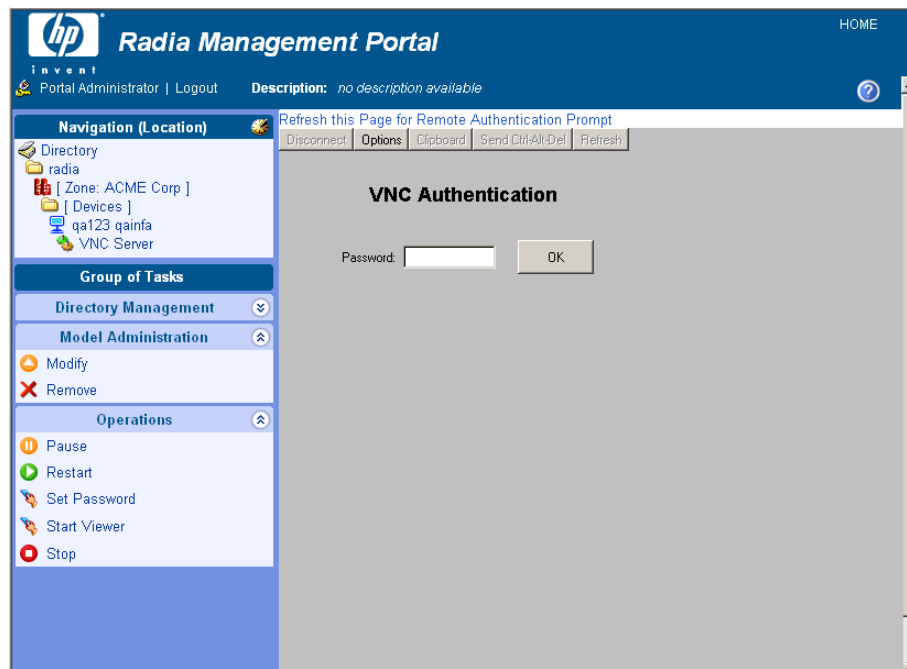 hp
invent
Radia Management Portal
HOME
Portal Administrator | Logout
Description: no description available
?
Navigation (Location)
Directory
radia
[ Zone: ACME Corp ]
[ Devices ]
qa123 qainfa
VNC Server
Group of Tasks
Directory Management
Model Administration
Modify
Remove
Operations
Pause
Restart
Set Password
Start Viewer
Stop
Refresh this Page for Remote Authentication Prompt
Disconnect Options Clipboard Send Ctrl-Alt-Del Refresh
VNC Authentication
Password: OK